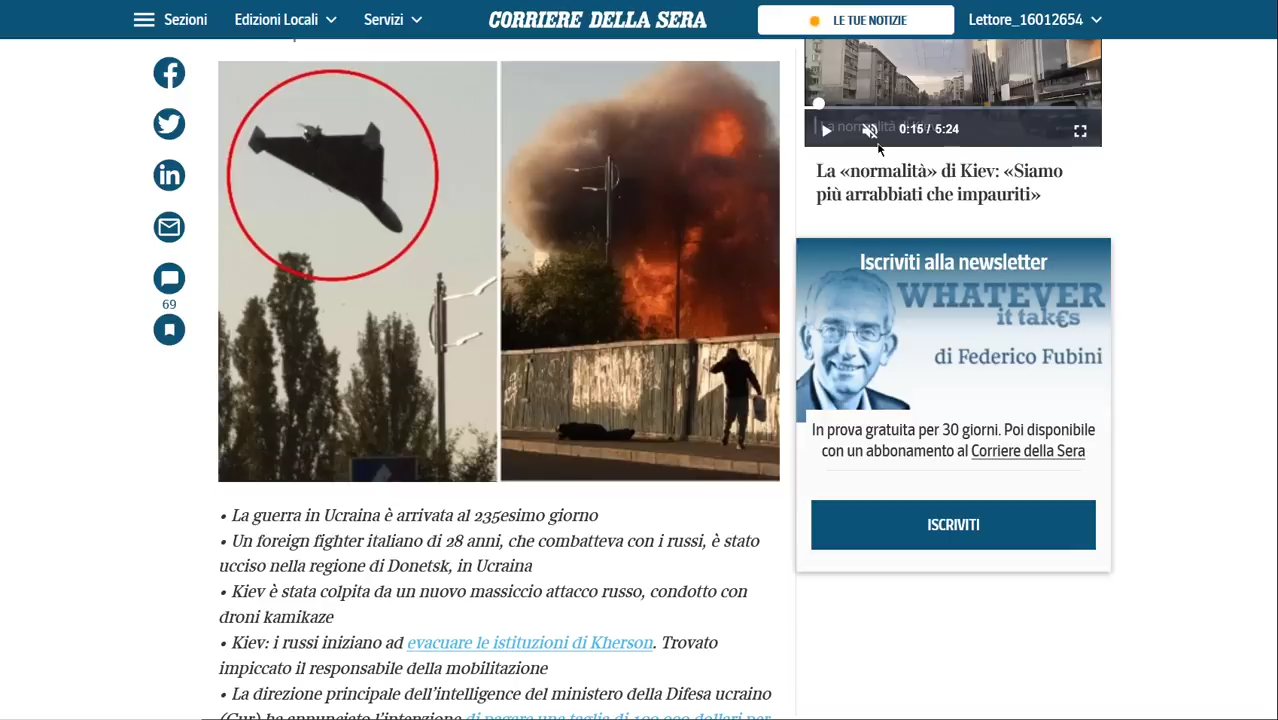 Sezioni
Edizioni Locali
Servizi
CORRIERE DELLA SERA
LE TUE NOTIZIE
Lettore_16012654
69
0:15 / 5:24
La «normalità» di Kiev: «Siamo
più arrabbiati che impauriti»
Iscriviti alla newsletter
WHATEVER
it tak€s
di Federico Fubini
In prova gratuita per 30 giorni. Poi disponibile
con un abbonamento al Corriere della Sera
ISCRIVITI
• La guerra in Ucraina è arrivata al 235esimo giorno
• Un foreign fighter italiano di 28 anni, che combatteva con i russi, è stato
ucciso nella regione di Donetsk, in Ucraina
• Kiev è stata colpita da un nuovo massiccio attacco russo, condotto con
droni kamikaze
• Kiev: i russi iniziano ad evacuare le istituzioni di Kherson. Trovato
impiccato il responsabile della mobilitazione
• La direzione principale dell'intelligence del ministero della Difesa ucraino
(Gur) ha annunciato l'intenzione di pagare una taglia di 100.000 dollari per